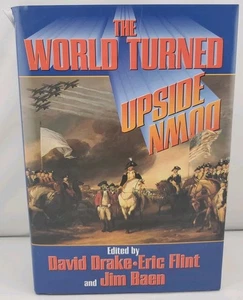 THE
WORLD TURNED
UPSIDE
DOWN
Edited by
David Drake•Eric Flint
and Jim Baen